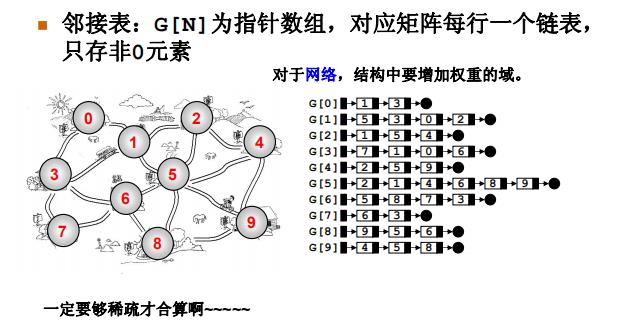 邻接表：G[N]为指针数组，对应矩阵每行一个链表，
只存非0元素
对于网络，结构中要增加权重的域。
0
1
2
3
4
5
6
7
8
9
G[0] 1 3
G[1] 5 3 0 2
G[2] 1 5 4
G[3] 7 1 0 6
G[4] 2 5 9
G[5] 2 1 4 6 8 9
G[6] 5 8 7 3
G[7] 6 3
G[8] 9 5 6
G[9] 4 5 8
一定要够稀疏才合算啊~~~~~